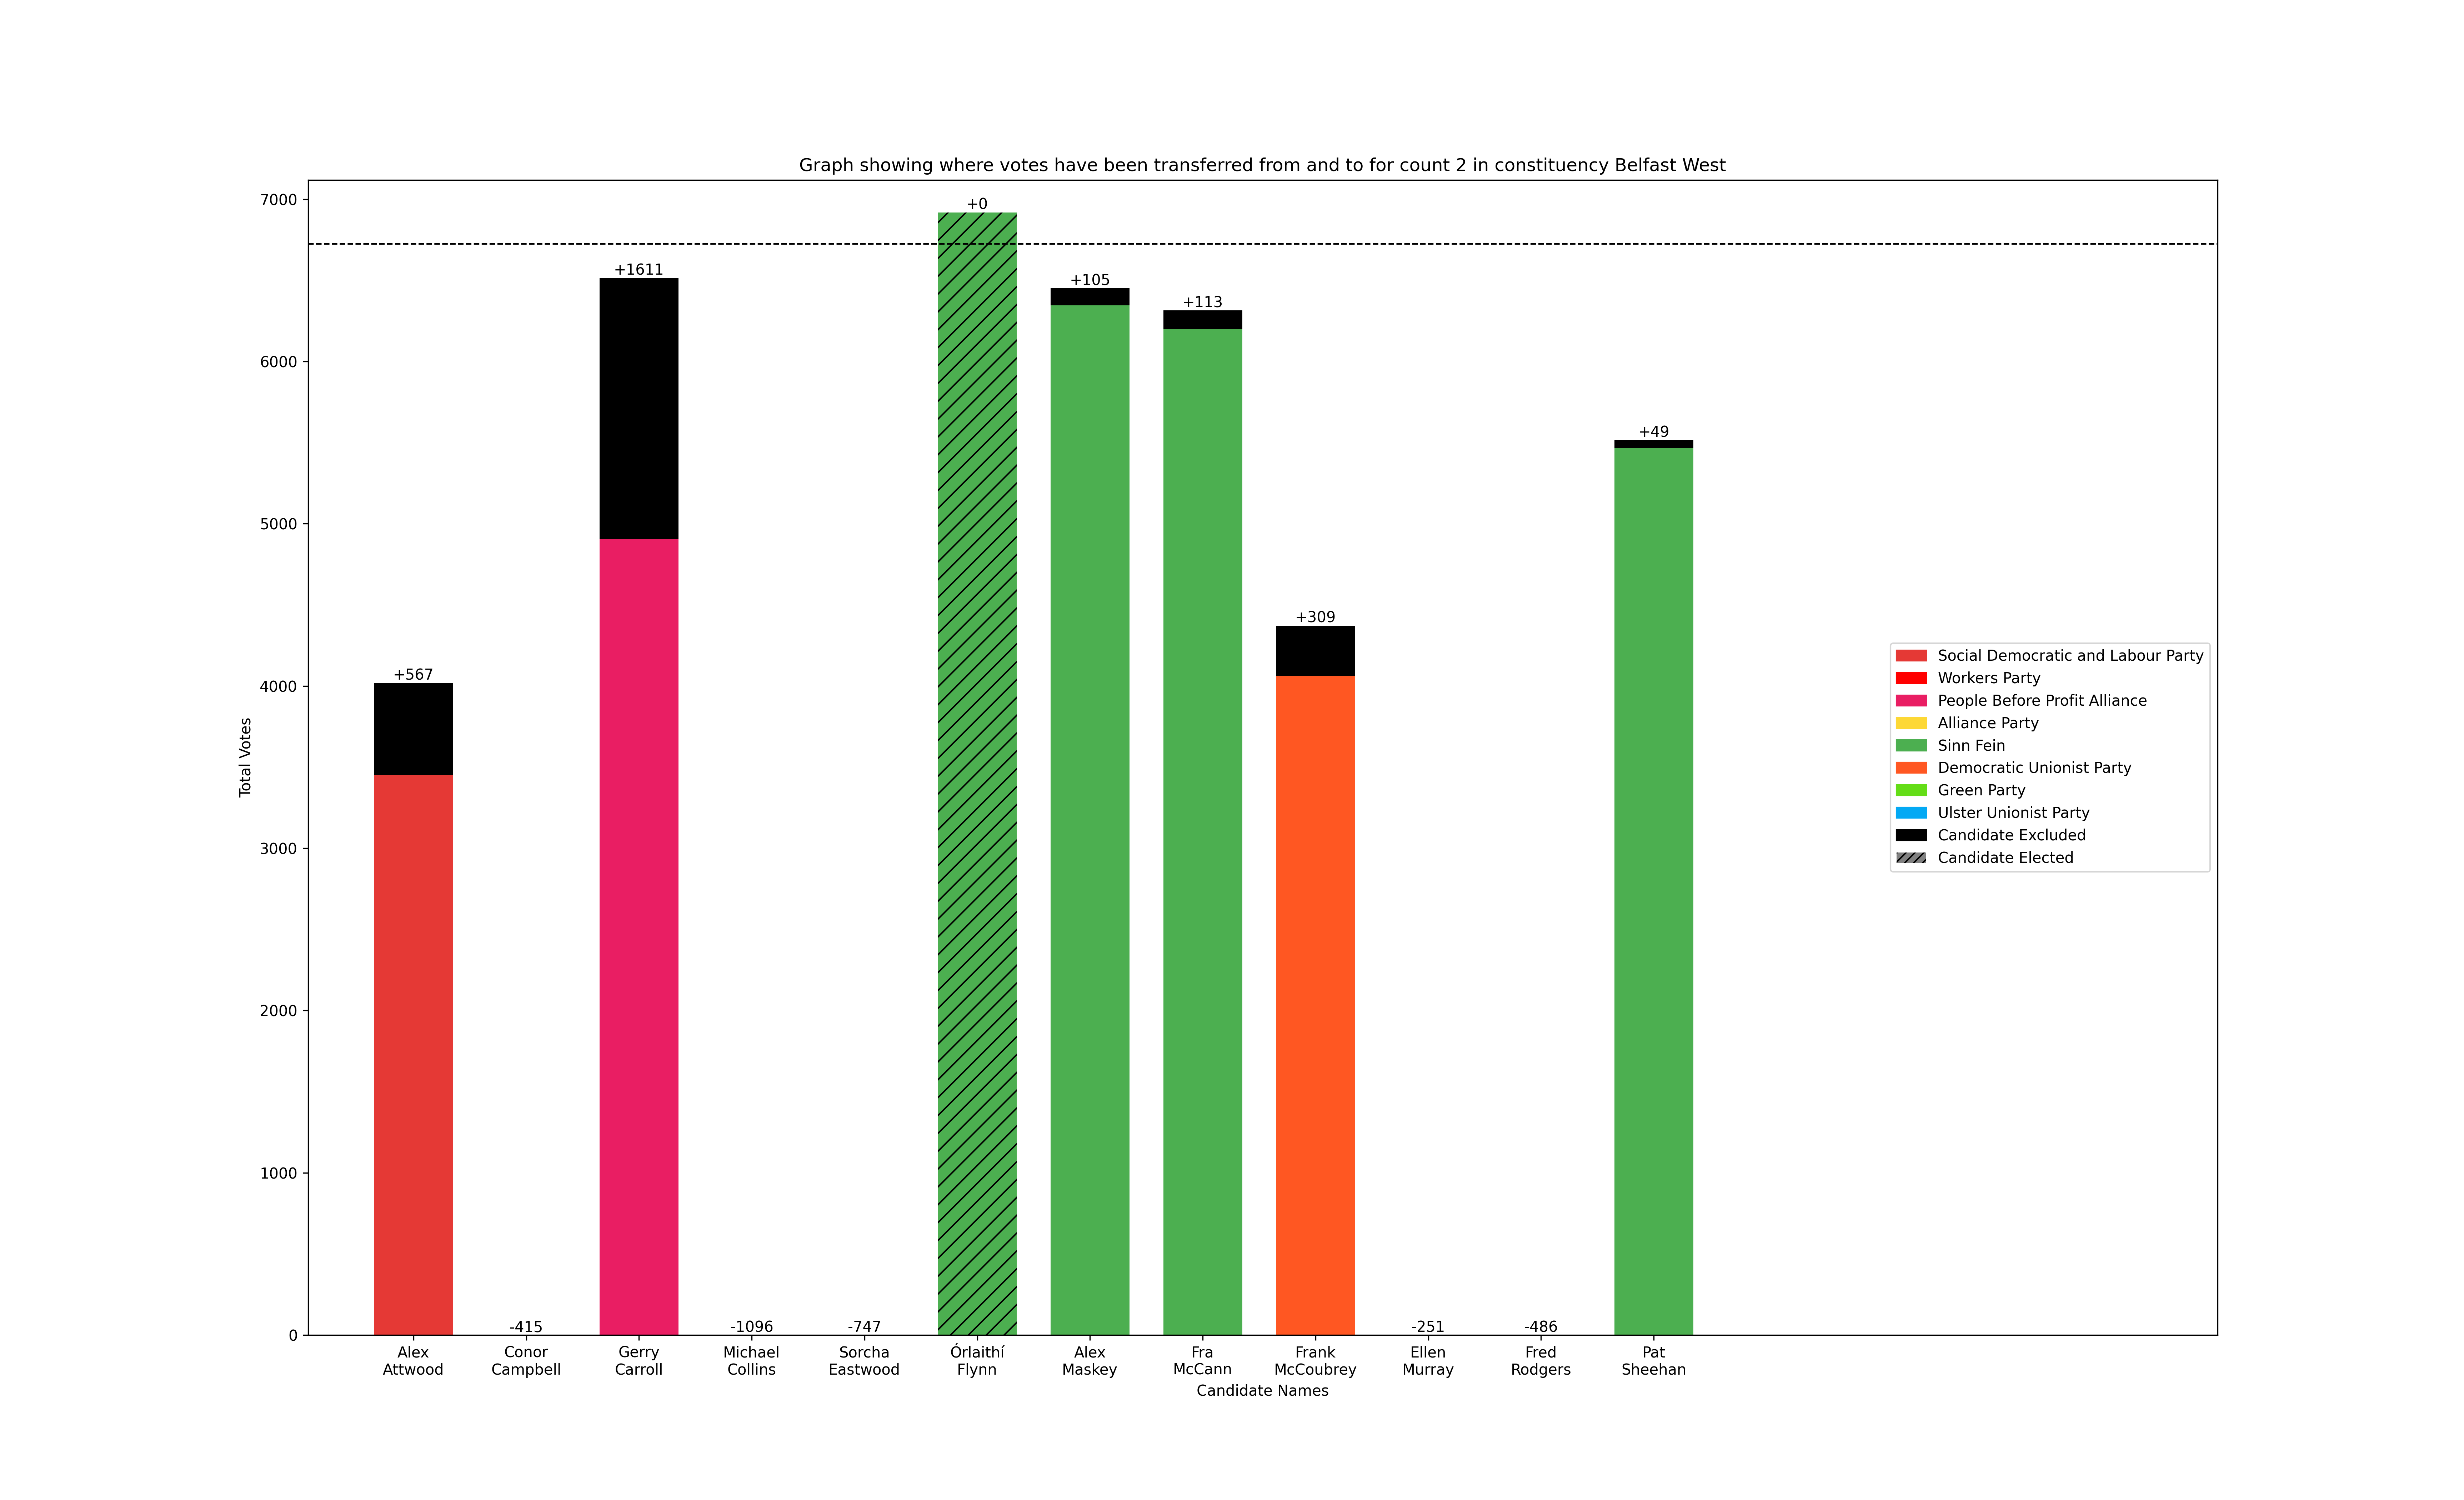 Graph showing where votes have been transferred from and to for count 2 in constituency Belfast West
Total Votes
7000
6000
5000
4000
3000
2000
1000
0
+567
-415
+1611
-1096
-747
+0
+105
+113
+309
-251
-486
+49
Alex
Attwood
Conor
Campbell
Gerry
Carroll
Michael
Collins
Sorcha
Eastwood
Órlaithí
Flynn
Alex
Maskey
Fra
McCann
Frank
McCoubrey
Ellen
Murray
Fred
Rodgers
Pat
Sheehan
Candidate Names
Social Democratic and Labour Party
Workers Party
People Before Profit Alliance
Alliance Party
Sinn Fein
Democratic Unionist Party
Green Party
Ulster Unionist Party
Candidate Excluded
Candidate Elected